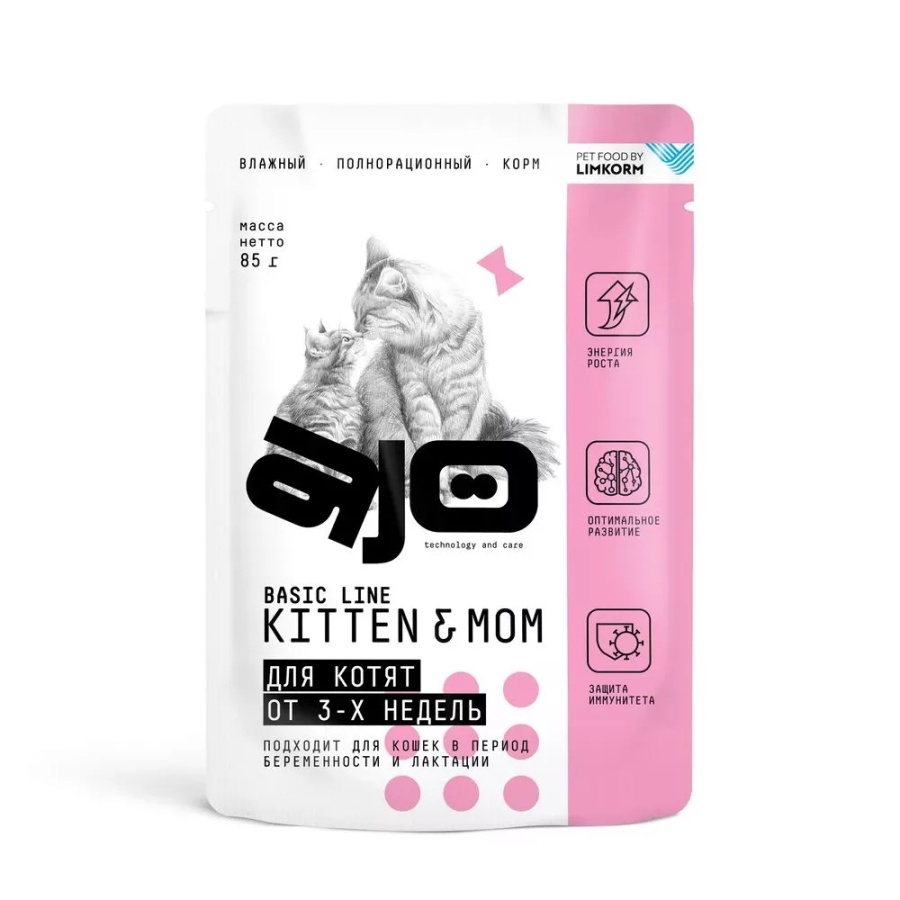 ВЛАЖНЫЙ · ПОЛНОРАЦИОННЫЙ · КОРМ
PET FOOD BY
LIMKORM
масса
нетто
85 г
ЭНЕРГИЯ
РОСТА
ОПТИМАЛЬНОЕ
РАЗВИТИЕ
ЗАЩИТА
ИММУНИТЕТА
ajo
technology and care
BASIC LINE
KITTEN & MOM
ДЛЯ КОТЯТ
ОТ 3-Х НЕДЕЛЬ
ПОДХОДИТ ДЛЯ КОШЕК В ПЕРИОД
БЕРЕМЕННОСТИ И ЛАКТАЦИИ